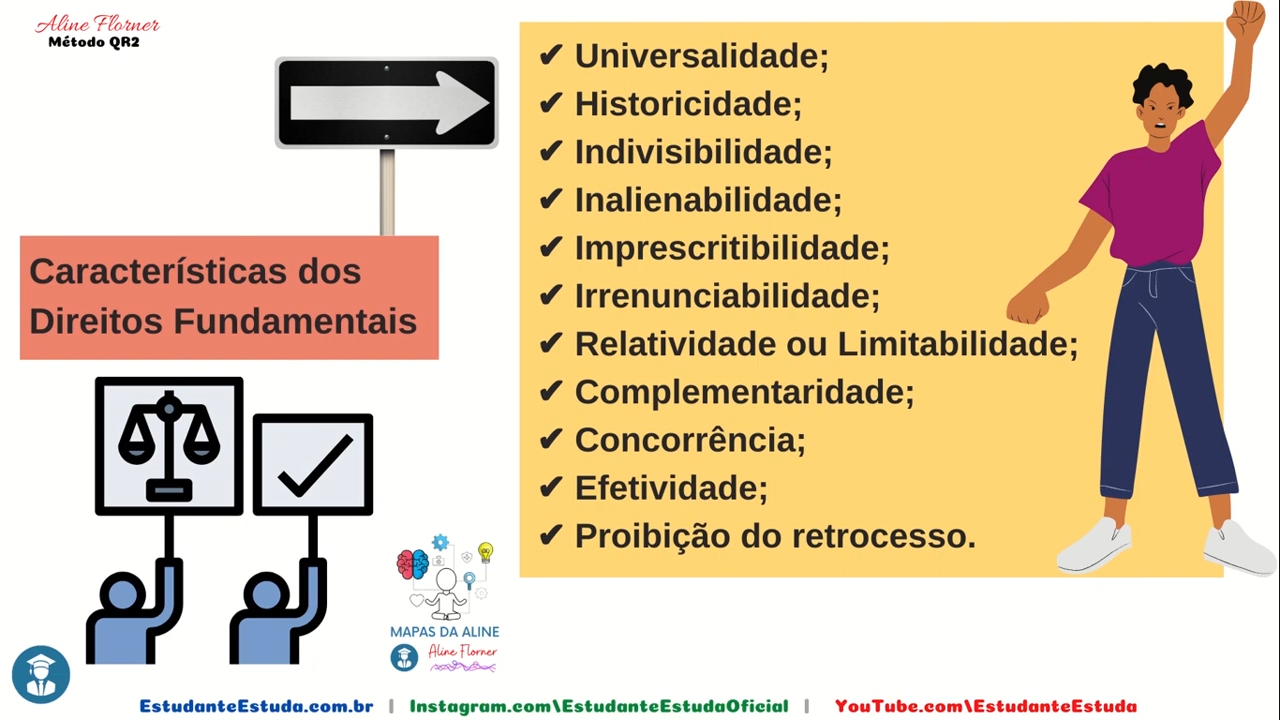 Aline Florner
Método QR2
Características dos
Direitos Fundamentais
✔ Universalidade;
✔ Historicidade;
✔ Indivisibilidade;
✔ Inalienabilidade;
✔ Imprescritibilidade;
✔ Irrenunciabilidade;
✔ Relatividade ou Limitabilidade;
✔ Complementaridade;
✔ Concorrência;
✔ Efetividade;
✔ Proibição do retrocesso.
MAPAS DA ALINE
Aline Florner
EstudanteEstuda.com.br | Instagram.com\EstudanteEstudaOficial | YouTube.com\EstudanteEstuda